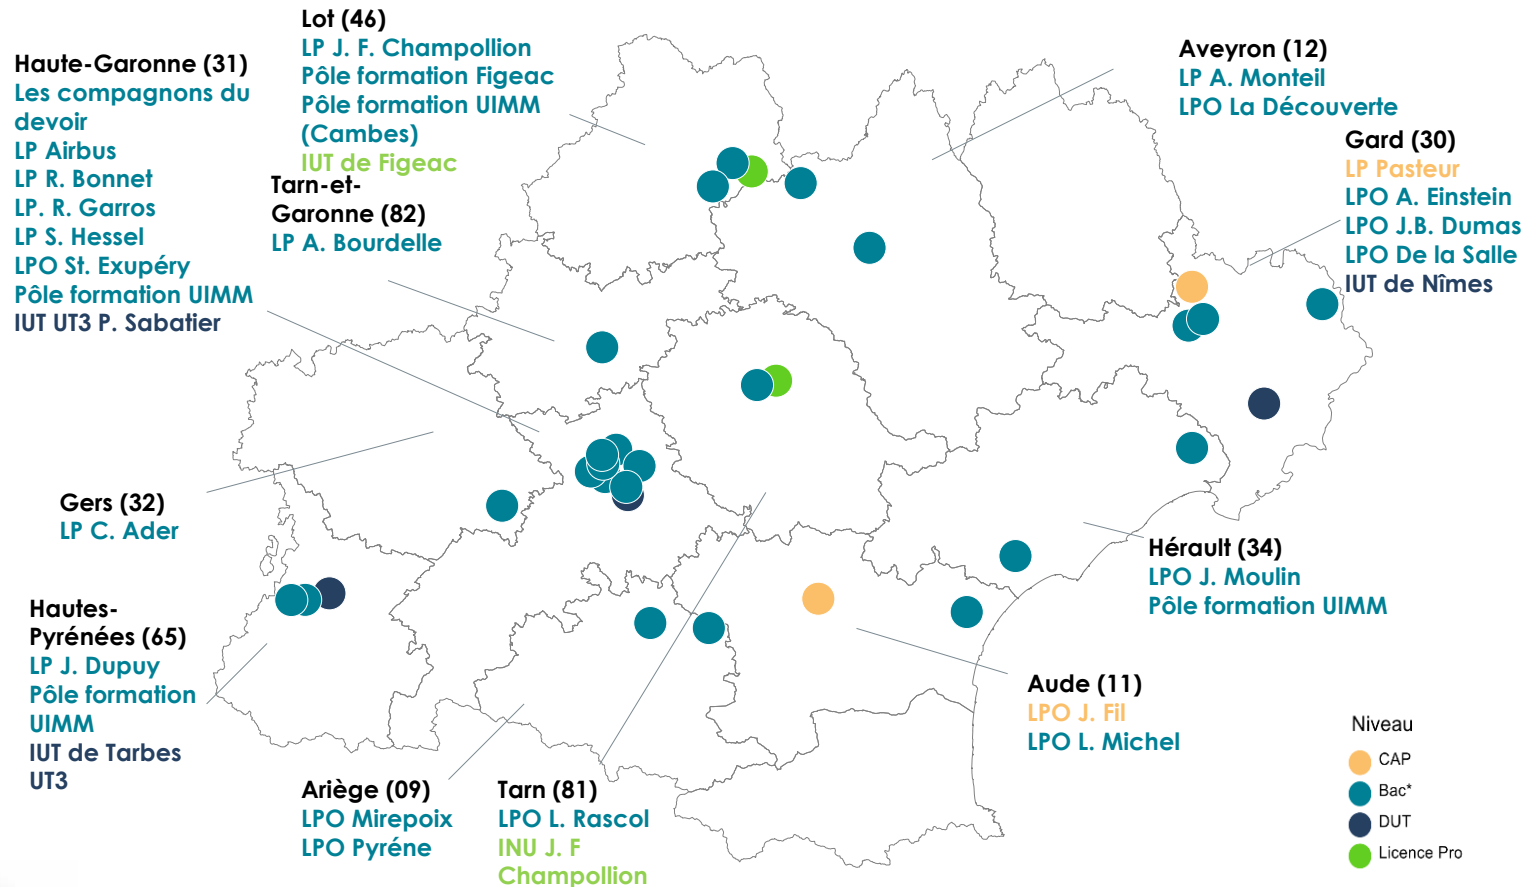 Lot (46)
LP J. F. Champollion
Pôle formation Figeac
Pôle formation UIMM
(Cambes)
IUT de Figeac
Haute-Garonne (31)
Les compagnons du
devoir
LP Airbus
LP R. Bonnet
LP. R. Garros
LP S. Hessel
LPO St. Exupéry
Pôle formation UIMM
IUT UT3 P. Sabatier
Tarn-et-
Garonne (82)
LP A. Bourdelle
Aveyron (12)
LP A. Monteil
LPO La Découverte
Gard (30)
LP Pasteur
LPO A. Einstein
LPO J.B. Dumas
LPO De la Salle
IUT de Nîmes
Gers (32)
LP C. Ader
Hautes-
Pyrénées (65)
LP J. Dupuy
Pôle formation
UIMM
IUT de Tarbes
UT3
Ariège (09)
LPO Mirepoix
LPO Pyréne
Tarn (81)
LPO L. Rascol
INU J. F
Champollion
Hérault (34)
LPO J. Moulin
Pôle formation UIMM
Aude (11)
LPO J. Fil
LPO L. Michel
Niveau
CAP
Bac*
DUT
Licence Pro